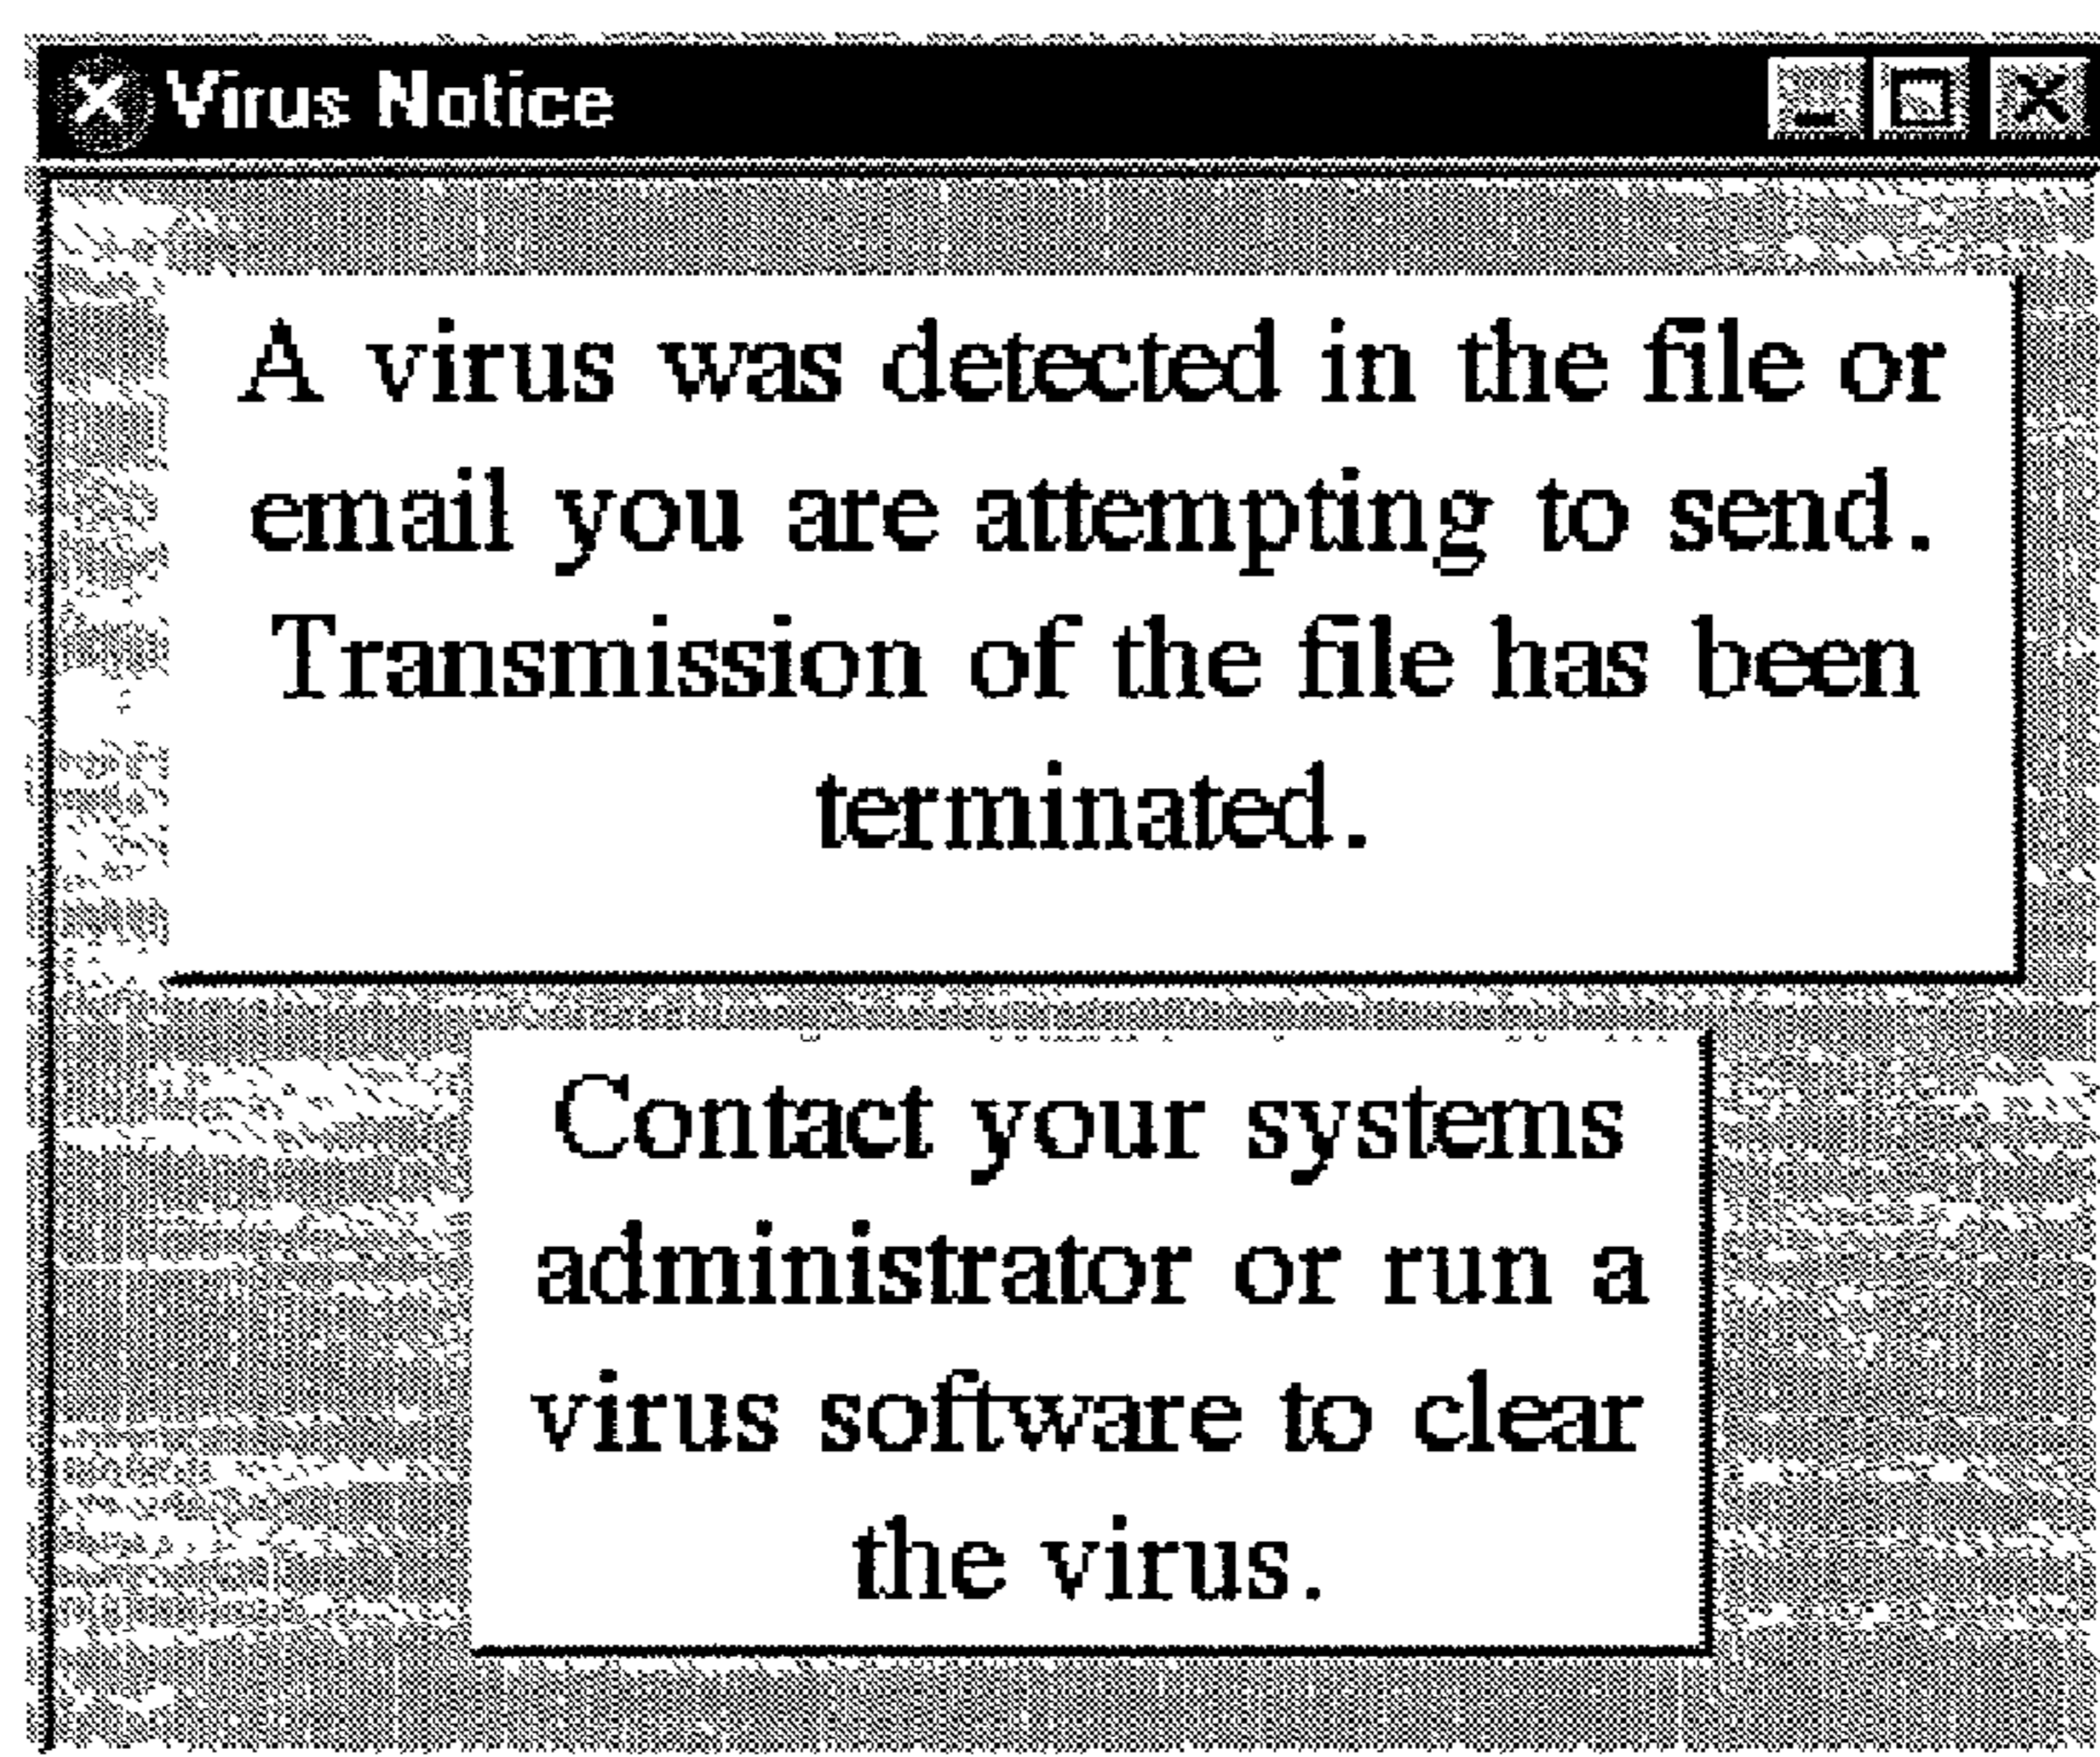 Virus Notice
A virus was detected in the file or
email you are attempting to send.
Transmission of the file has been
terminated.
Contact your systems
administrator or run a
virus software to clear
the virus.